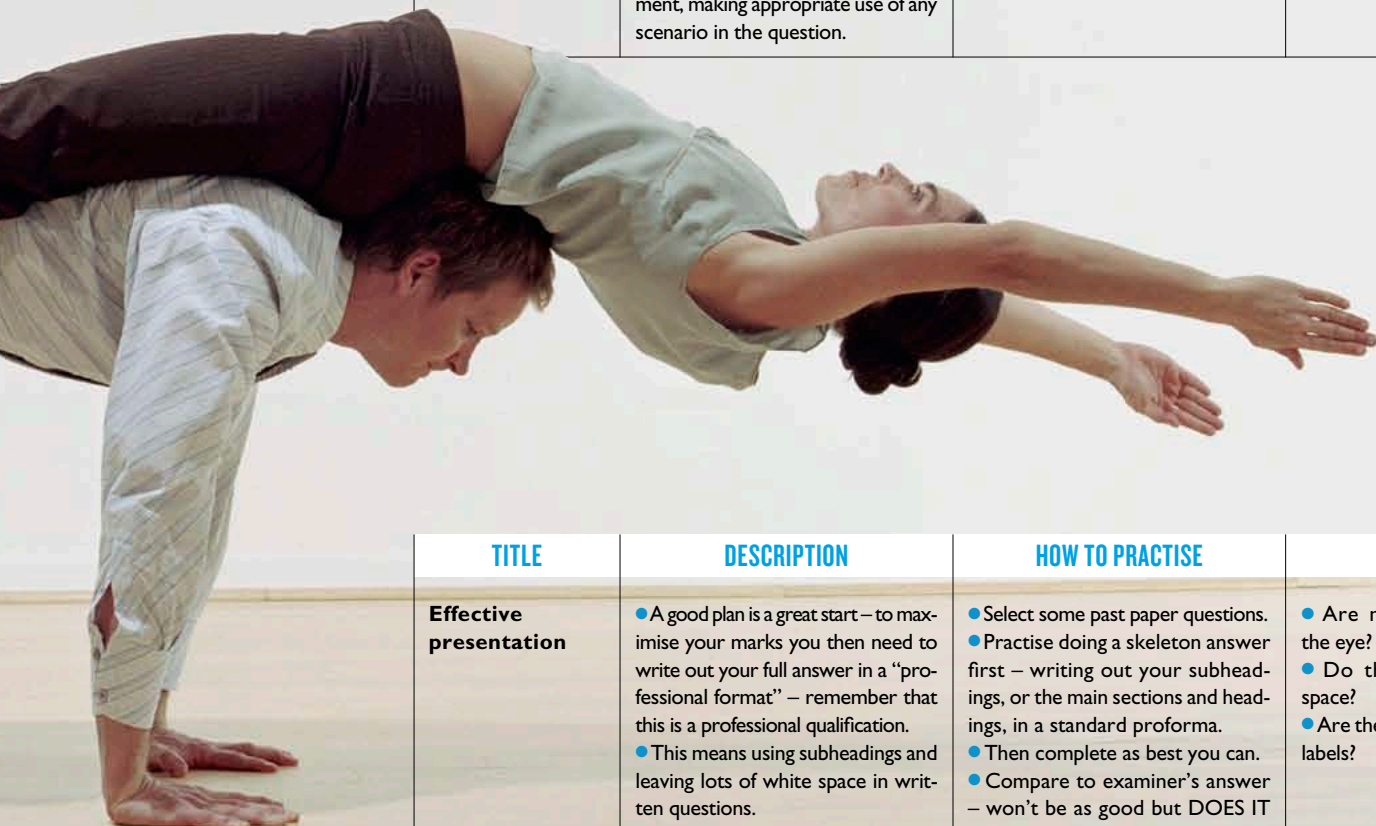 ment, making appropriate use of any
scenario in the question.
TITLE
DESCRIPTION
HOW TO PRACTISE
Effective
presentation
● A good plan is a great start – to max-
imise your marks you then need to
write out your full answer in a “pro-
fessional format” – remember that
this is a professional qualification.
● This means using subheadings and
leaving lots of white space in writ-
ten questions.
● Select some past paper questions.
● Practise doing a skeleton answer
first – writing out your subhead-
ings, or the main sections and head-
ings, in a standard proforma.
● Then complete as best you can.
● Compare to examiner’s answer
– won’t be as good but DOES IT
● Are
the eye?
● Do
space?
● Are
labels?